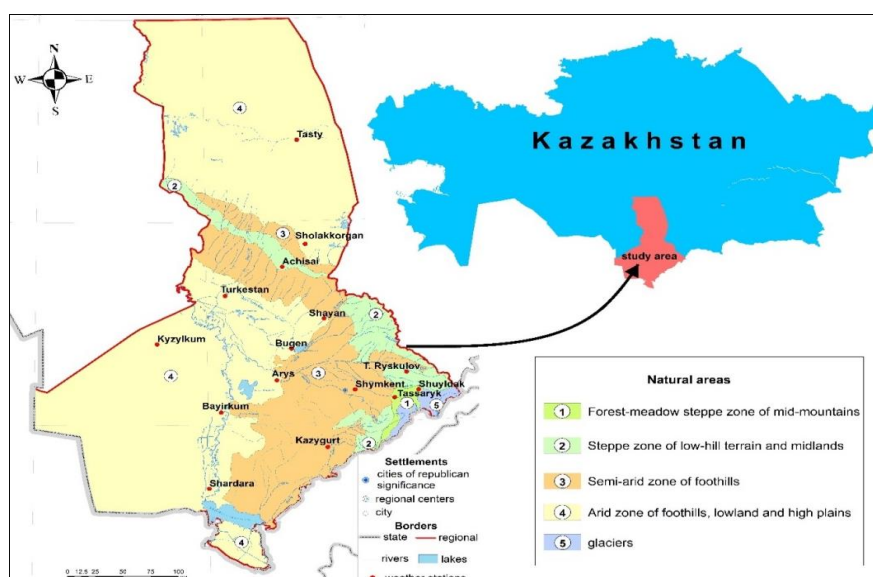 N
W E
S
4
Tasty
2
3
Sholakkorgan
Achisai
Turkestan
Shayan
2
Kyzylkum
Bugen
T. Ryskulov
4
Arys
3
Shymkent
Shuyldak
Tassaryk
1
5
Bayirkum
Kazygurt
2
Shardara
4
Kazakhstan
study area
Settlements
cities of republican
significance
regional centers
city
Borders
state regional
rivers lakes
weather stations
0 12.5 25 50 75 100
Natural areas
1 Forest-meadow steppe zone of mid-mountains
2 Steppe zone of low-hill terrain and midlands
3 Semi-arid zone of foothills
4 Arid zone of foothills, lowland and high plains
5 glaciers